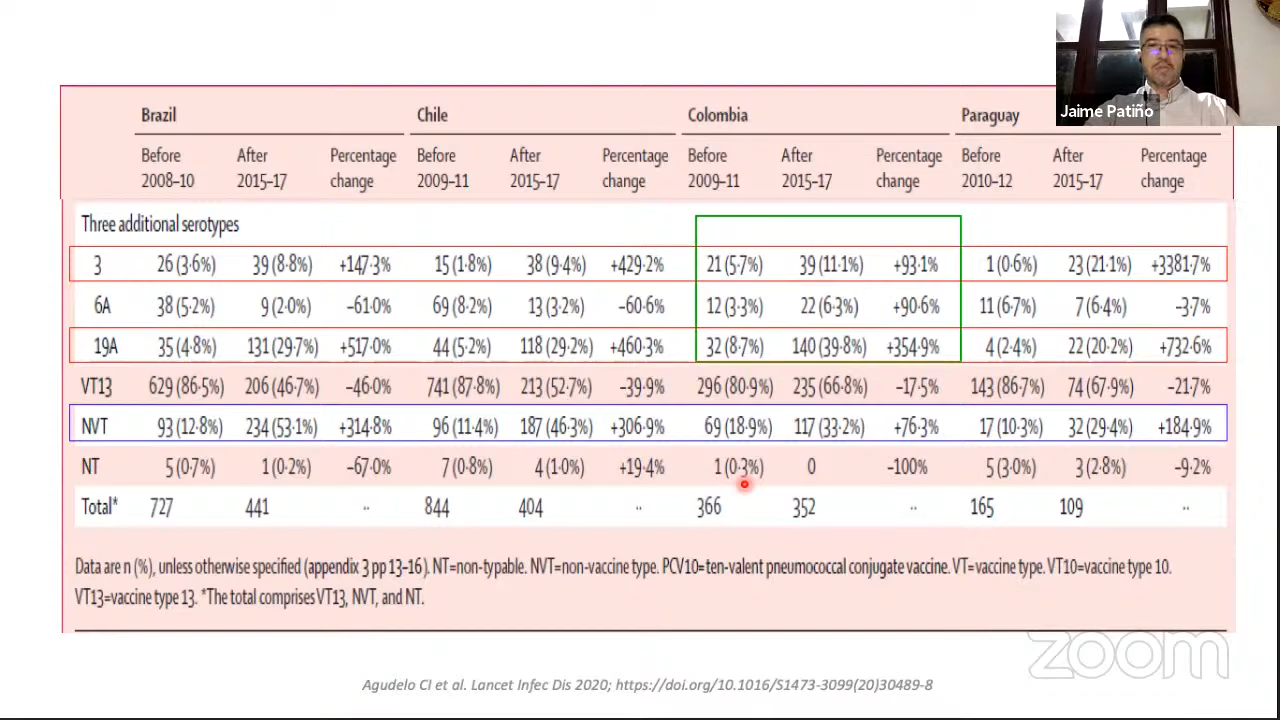 Jaime Patiño
Brazil Chile Colombia Paraguay
Before After Percentage Before After Percentage Before After Percentage Before After Percentage
2008–10 2015–17 change 2009–11 2015–17 change 2009–11 2015–17 change 2010–12 2015–17 change
Three additional serotypes
3 26 (3·6%) 39 (8·8%) +147·3% 15 (1·8%) 38 (9·4%) +429·2% 21 (5·7%) 39 (11·1%) +93·1% 1 (0·6%) 23 (21·1%) +3381·7%
6A 38 (5·2%) 9 (2·0%) –61·0% 69 (8·2%) 13 (3·2%) –60·6% 12 (3·3%) 22 (6·3%) +90·6% 11 (6·7%) 7 (6·4%) –3·7%
19A 35 (4·8%) 131 (29·7%) +517·0% 44 (5·2%) 118 (29·2%) +460·3% 32 (8·7%) 140 (39·8%) +354·9% 4 (2·4%) 22 (20·2%) +732·6%
VT13 629 (86·5%) 206 (46·7%) –46·0% 741 (87·8%) 213 (52·7%) –39·9% 296 (80·9%) 235 (66·8%) –17·5% 143 (86·7%) 74 (67·9%) –21·7%
NVT 93 (12·8%) 234 (53·1%) +314·8% 96 (11·4%) 187 (46·3%) +306·9% 69 (18·9%) 117 (33·2%) +76·3% 17 (10·3%) 32 (29·4%) +184·9%
NT 5 (0·7%) 1 (0·2%) –67·0% 7 (0·8%) 4 (1·0%) +19·4% 1 (0·3%) 0 –100% 5 (3·0%) 3 (2·8%) –9·2%
Total* 727 441 ·· 844 404 ·· 366 352 ·· 165 109 ··
Data are n (%), unless otherwise specified (appendix 3 pp 13–16). NT=non-typable. NVT=non-vaccine type. PCV10=ten-valent pneumococcal conjugate vaccine. VT=vaccine type. VT10=vaccine type 10.
VT13=vaccine type 13. *The total comprises VT13, NVT, and NT.
zoom
Agudelo CI et al. Lancet Infec Dis 2020; https://doi.org/10.1016/S1473-3099(20)30489-8